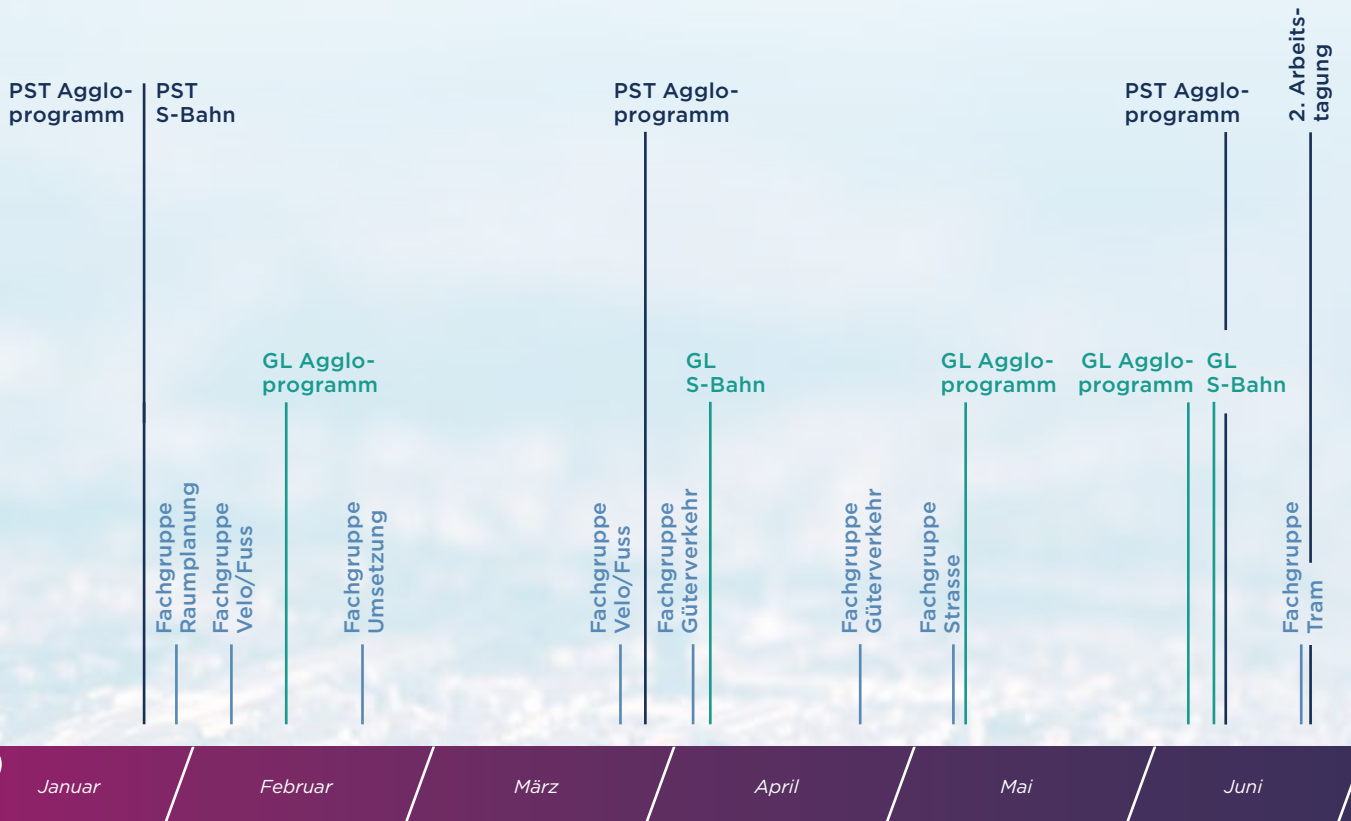 PST Agglo-
programm
PST
S-Bahn
PST Agglo-
programm
PST Agglo-
programm
2. Arbeits-
tagung
GL Agglo-
programm
GL
S-Bahn
GL Agglo-
programm
GL Agglo-
programm
GL
S-Bahn
Fachgruppe
Raumplanung
Fachgruppe
Velo/Fuss
Fachgruppe
Umsetzung
Fachgruppe
Velo/Fuss
Fachgruppe
Güterverkehr
Fachgruppe
Güterverkehr
Fachgruppe
Strasse
Fachgruppe
Tram
Januar
Februar
März
April
Mai
Juni